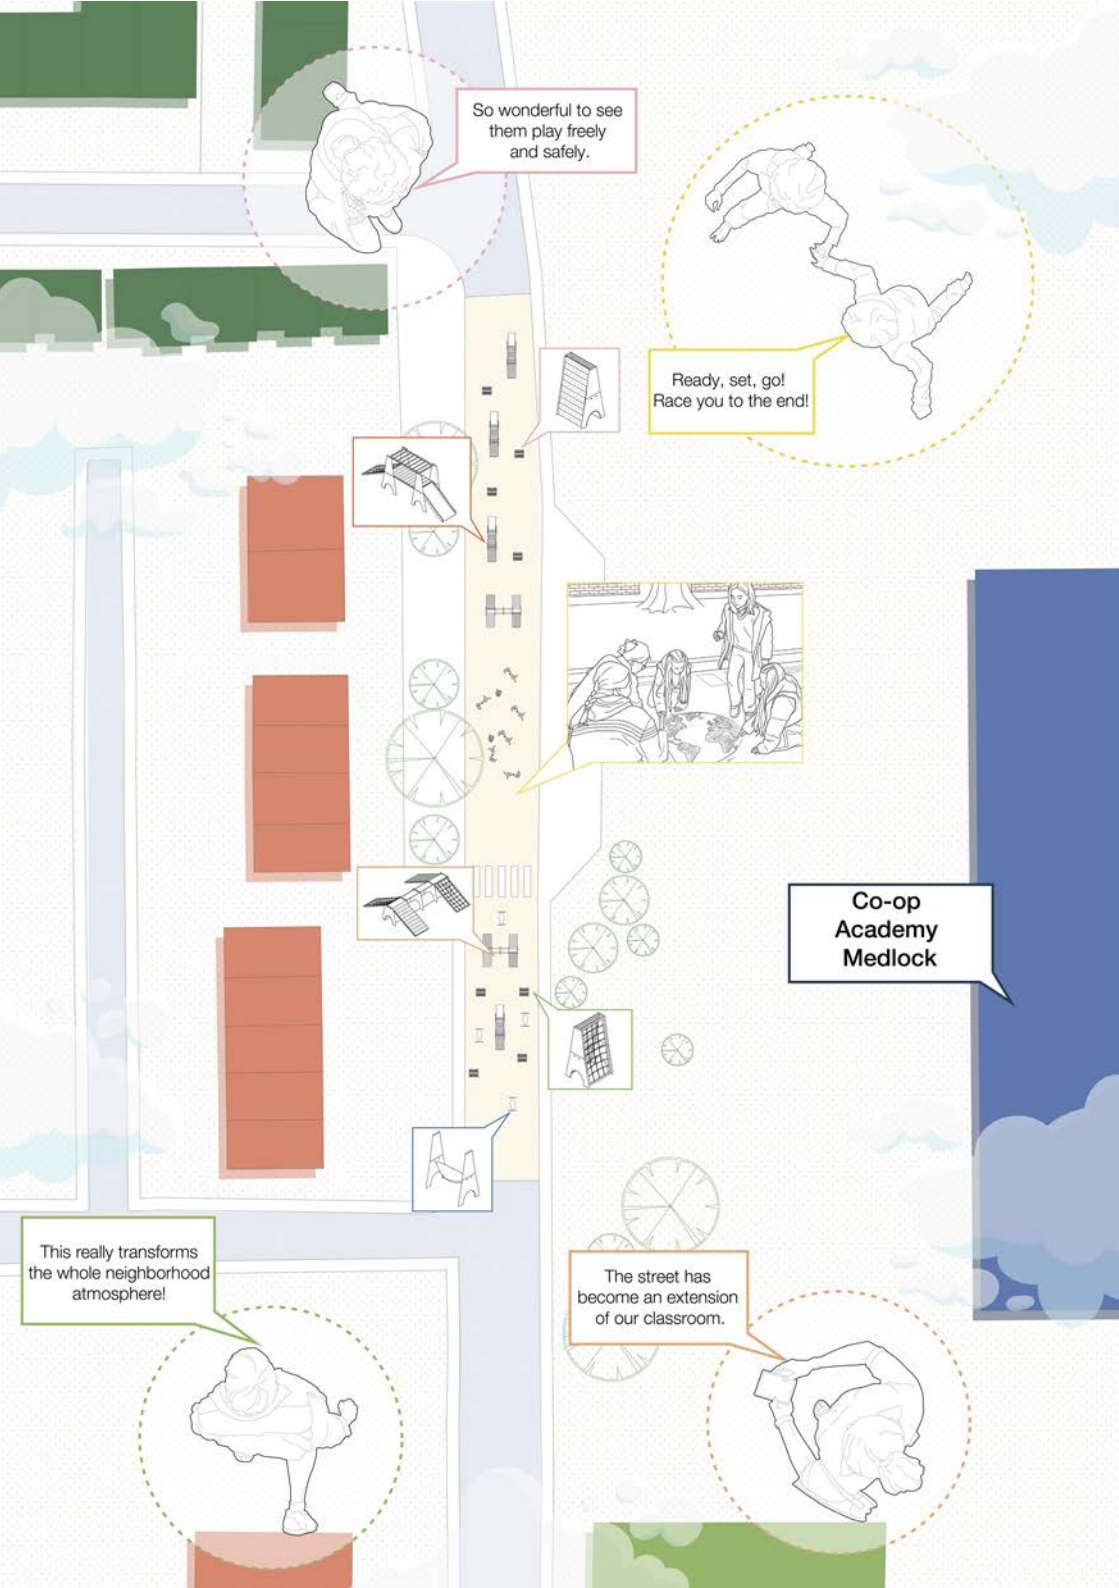 So wonderful to see
them play freely
and safely.
Ready, set, go!
Race you to the end!
Co-op
Academy
Medlock
This really transforms
the whole neighborhood
atmosphere!
The street has
become an extension
of our classroom.